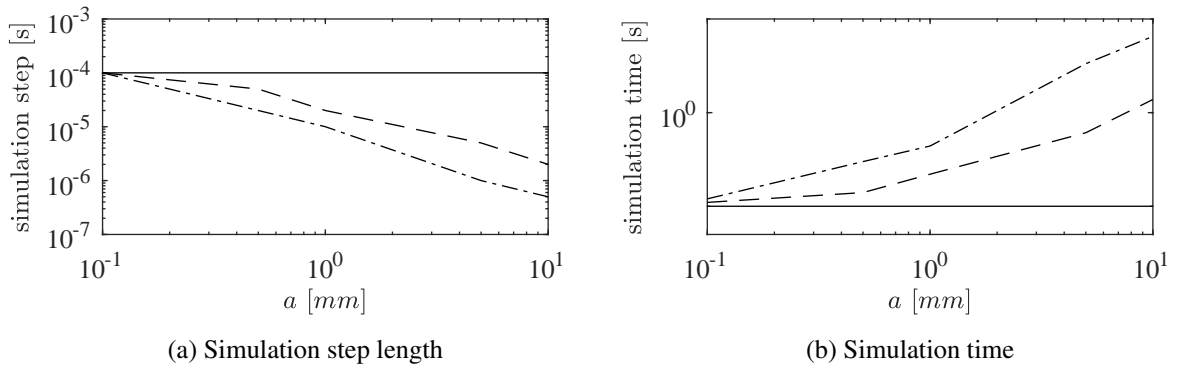 simulation step [s]
10^-3
10^-4
10^-5
10^-6
10^-7
10^-1
10^0
10^1
a [mm]
(a) Simulation step length
simulation time [s]
10^0
10^-1
10^0
10^1
a [mm]
(b) Simulation time